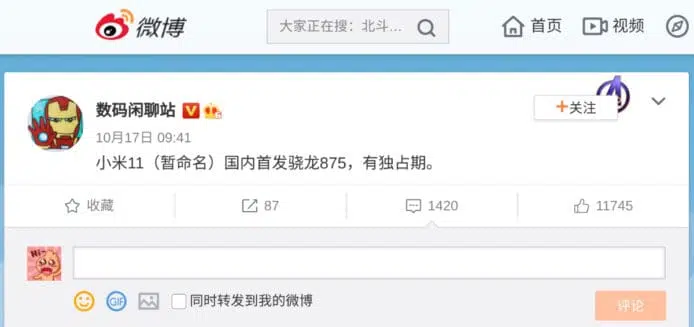 微博
大家正在搜：北斗...
首页
视频
数码闲聊站
+关注
10月17日 09:41
小米11（暂命名）国内首发骁龙875，有独占期。
收藏
87
1420
11745
Hi~
GIF
同时转发到我的微博
评论